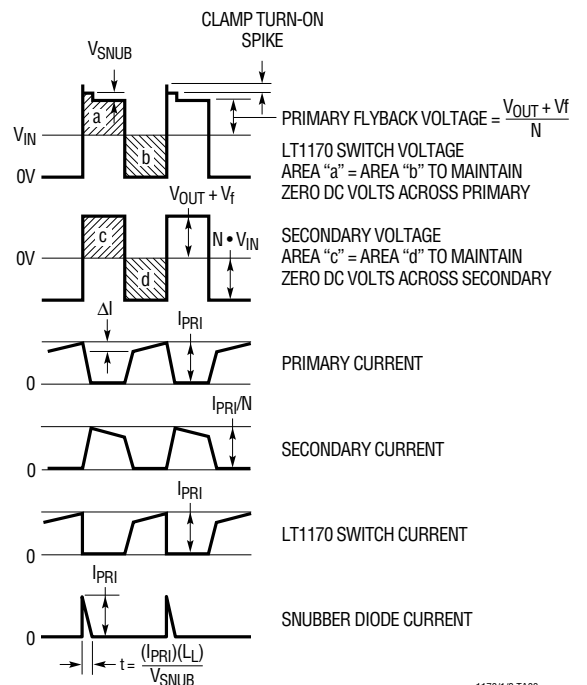 CLAMP TURN-ON
SPIKE
VSNUB
a
VIN
0V
b
PRIMARY FLYBACK VOLTAGE = VOUT + Vf
N
LT1170 SWITCH VOLTAGE
AREA “a” = AREA “b” TO MAINTAIN
ZERO DC VOLTS ACROSS PRIMARY
VOUT + Vf
c
0V
N • VIN
d
SECONDARY VOLTAGE
AREA “c” = AREA “d” TO MAINTAIN
ZERO DC VOLTS ACROSS SECONDARY
∆I
IPRI
0
PRIMARY CURRENT
IPRI/N
0
SECONDARY CURRENT
IPRI
0
LT1170 SWITCH CURRENT
IPRI
0
SNUBBER DIODE CURRENT
t = (IPRI)(LL)
VSNUB